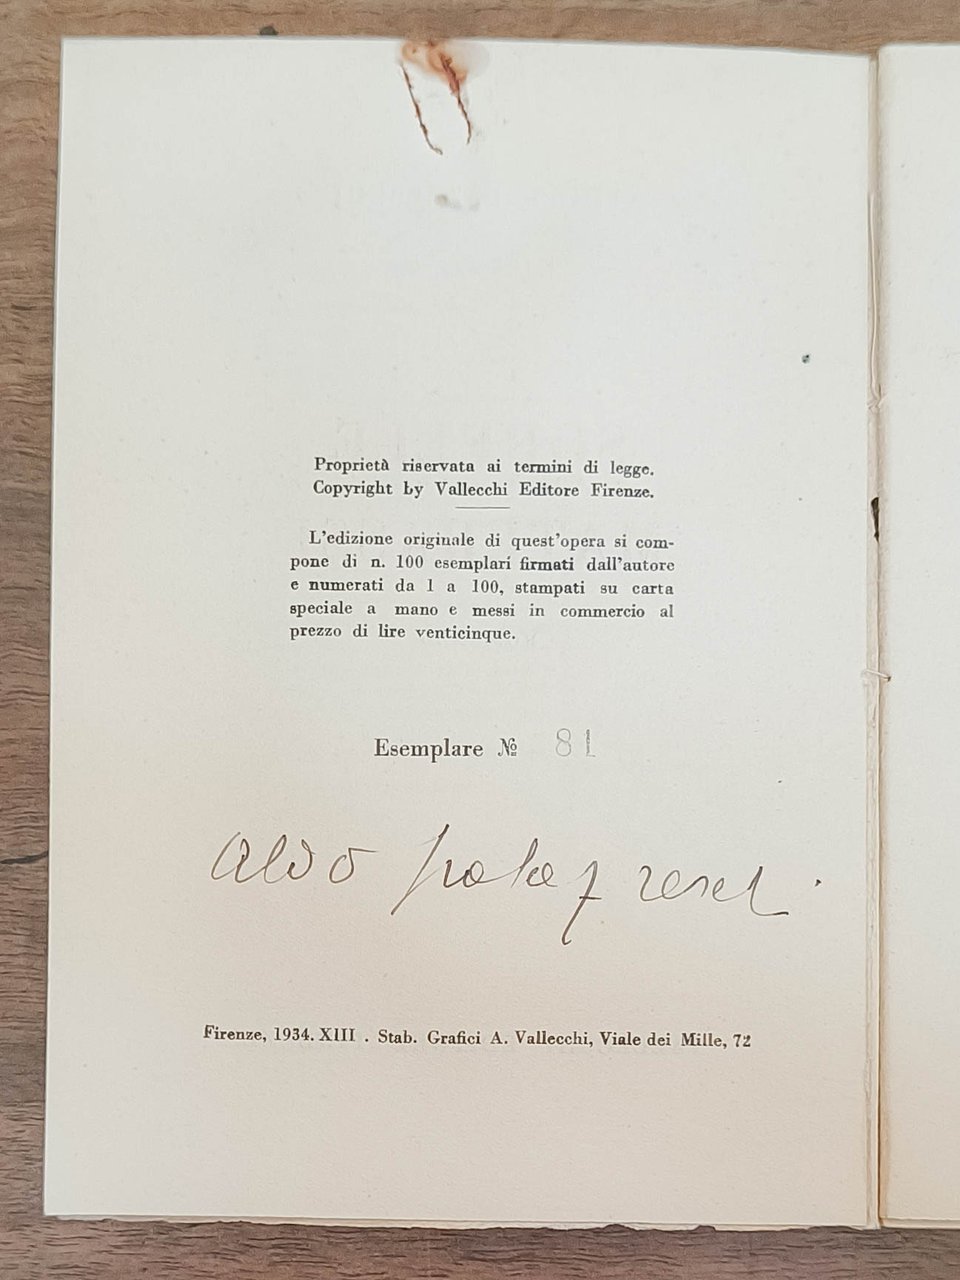 Proprietà riservata ai termini di legge.
Copyright by Vallecchi Editore Firenze.
L'edizione originale di quest'opera si com-
pone di n. 100 esemplari firmati dall'autore
e numerati da 1 a 100, stampati su carta
speciale a mano e messi in commercio al
prezzo di lire venticinque.
Esemplare № 81
Aldo Palazzeschi
Firenze, 1934. XIII . Stab. Grafici A. Vallecchi, Viale dei Mille, 72